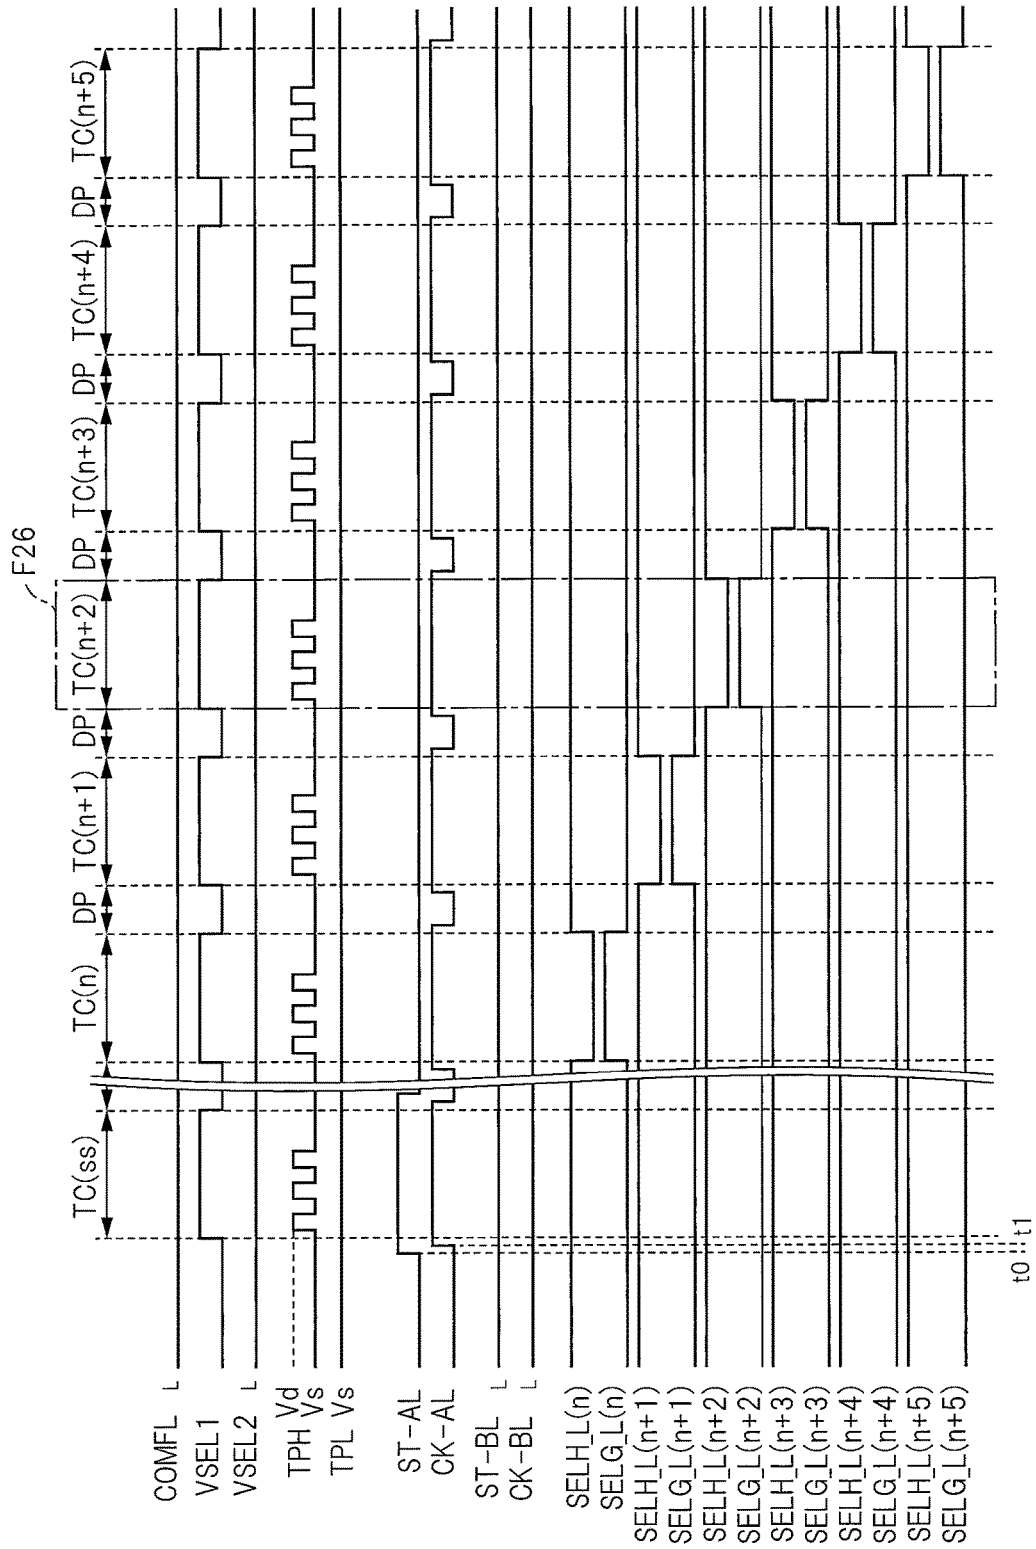 F26
TC(ss)
TC(n)
DP
TC(n+1)
DP
TC(n+2)
DP
TC(n+3)
DP
TC(n+4)
DP
TC(n+5)
COMFL L
VSEL1
VSEL2 L
TPH Vd
Vs
TPL Vs
ST-AL
CK-AL
ST-BL L
CK-BL L
SELH_L(n)
SELG_L(n)
SELH_L(n+1)
SELG_L(n+1)
SELH_L(n+2)
SELG_L(n+2)
SELH_L(n+3)
SELG_L(n+3)
SELH_L(n+4)
SELG_L(n+4)
SELH_L(n+5)
SELG_L(n+5)
t0 t1